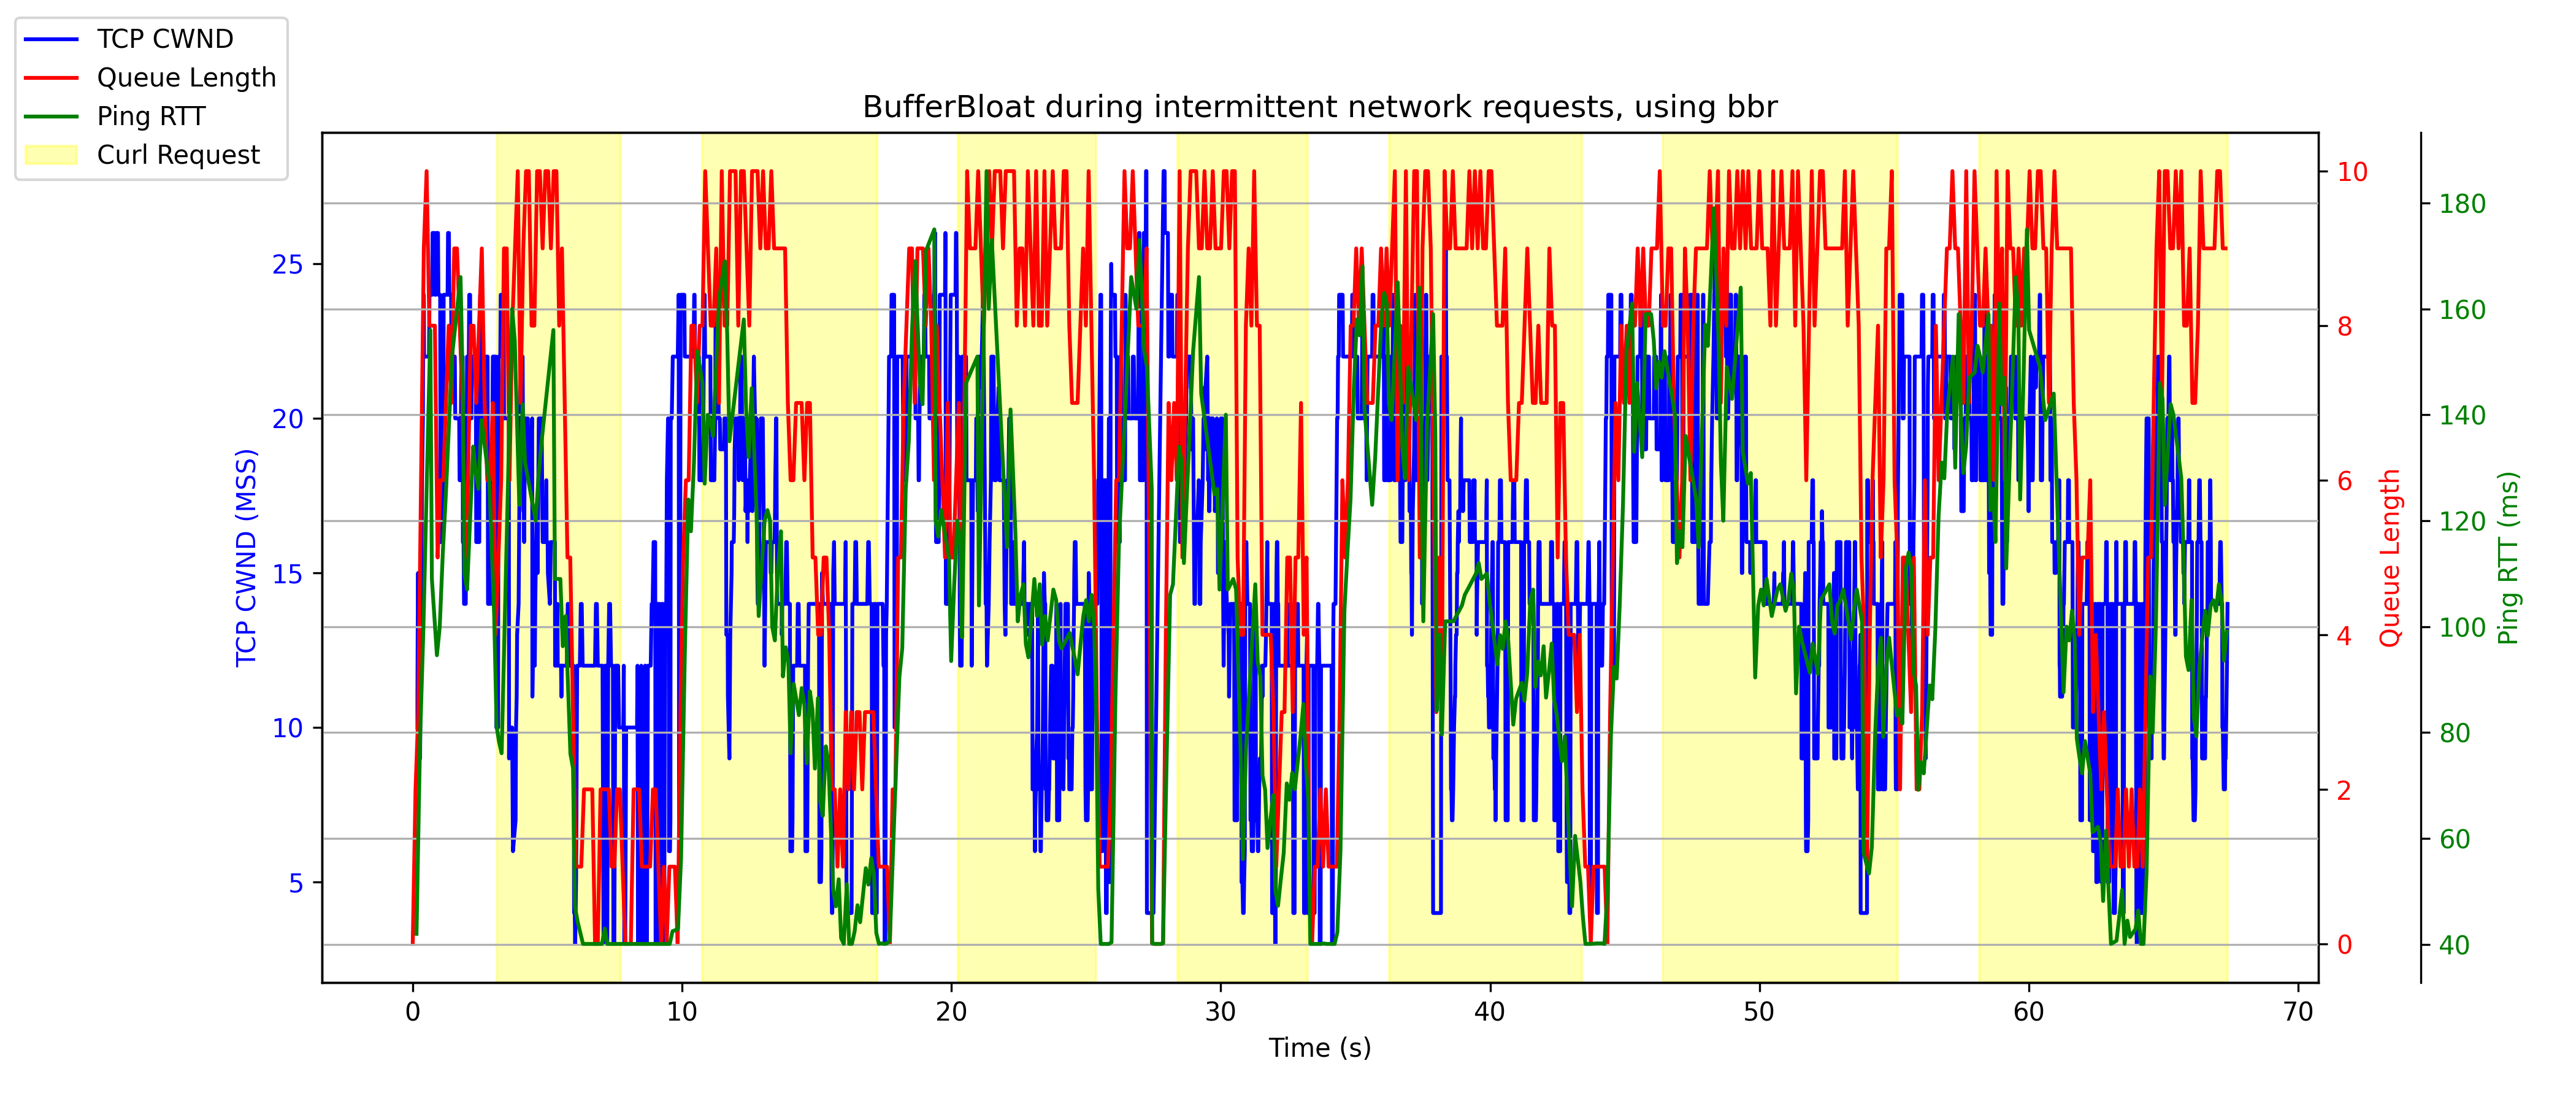 TCP CWND
Queue Length
Ping RTT
Curl Request
BufferBloat during intermittent network requests, using bbr
TCP CWND (MSS)
25
20
15
10
5
0 10 20 30 40 50 60 70
Time (s)
10
8
6
4
2
0
Queue Length
180
160
140
120
100
80
60
40
Ping RTT (ms)